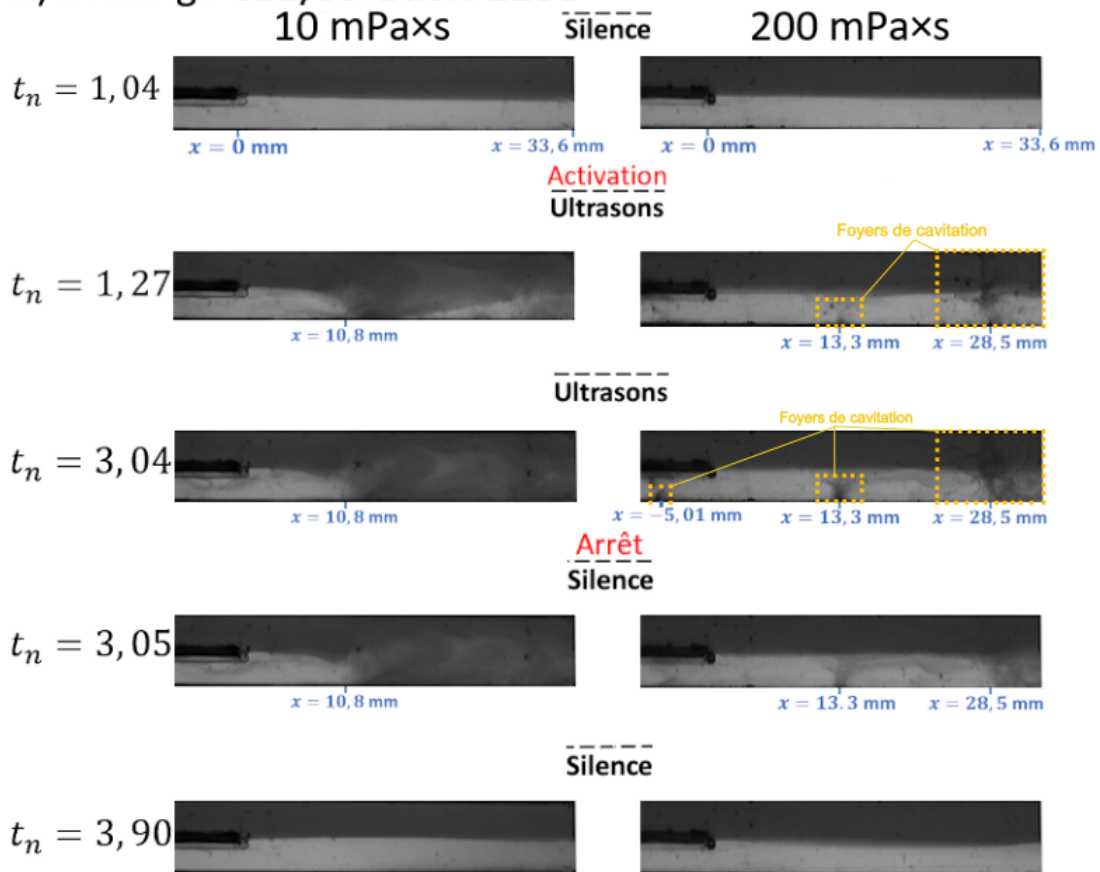 10 mPa×s
Silence
200 mPa×s
t_n = 1,04
x = 0 mm
x = 33,6 mm
x = 0 mm
x = 33,6 mm
Activation
Ultrasons
Foyers de cavitation
t_n = 1,27
x = 10,8 mm
x = 13,3 mm
x = 28,5 mm
Ultrasons
Foyers de cavitation
t_n = 3,04
x = 10,8 mm
x = −5,01 mm
x = 13,3 mm
x = 28,5 mm
Arrêt
Silence
t_n = 3,05
x = 10,8 mm
x = 13.3 mm
x = 28,5 mm
Silence
t_n = 3,90